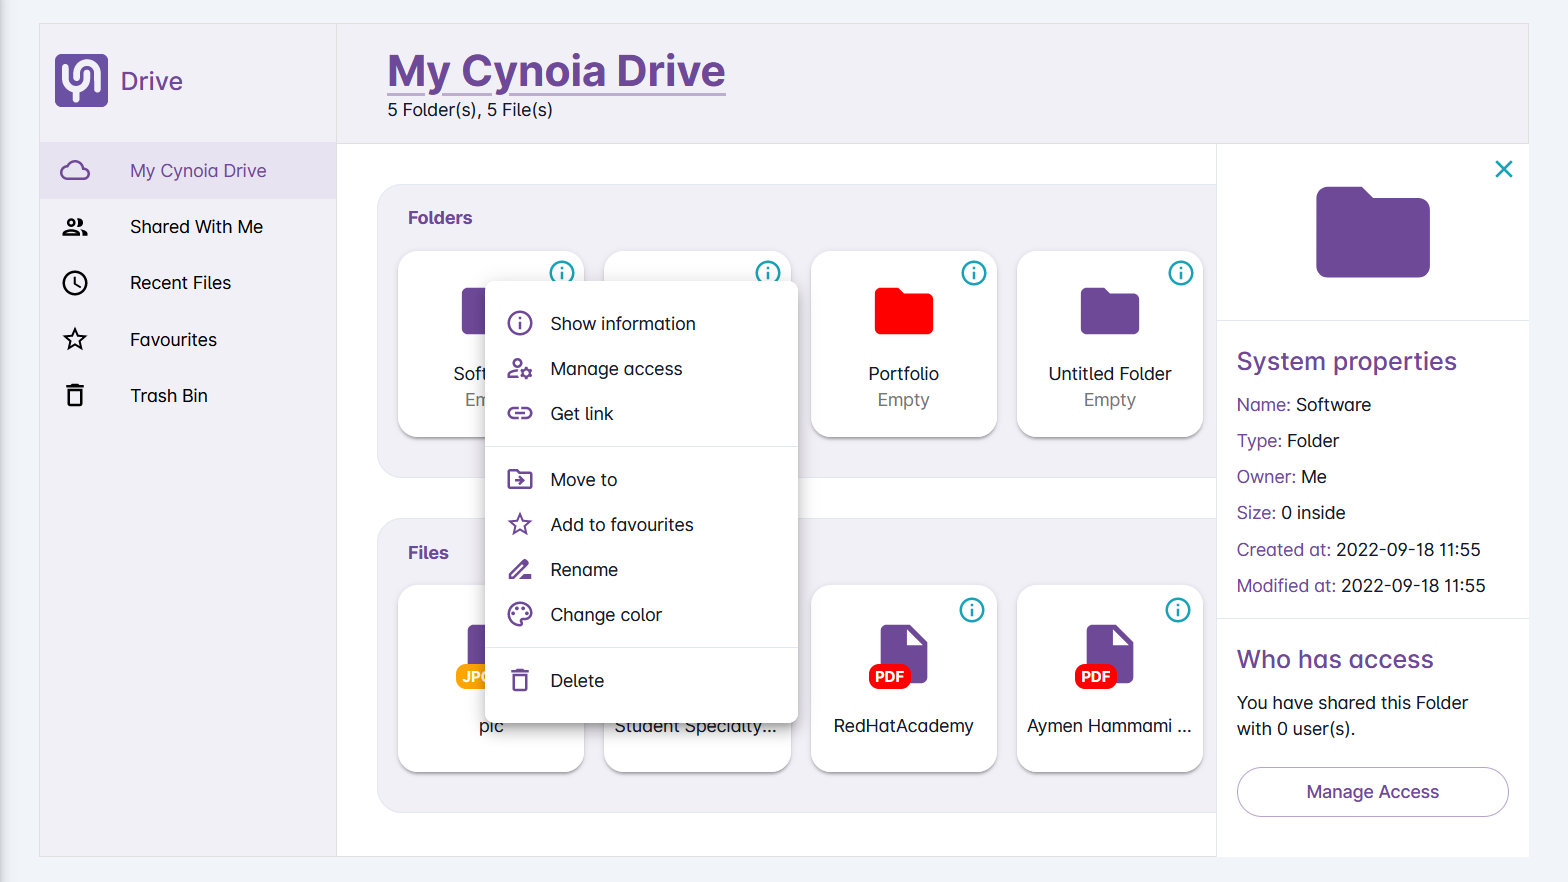 Drive
My Cynoia Drive
5 Folder(s), 5 File(s)
My Cynoia Drive
Shared With Me
Recent Files
Favourites
Trash Bin
Folders
Portfolio
Empty
Untitled Folder
Empty
Show information
Manage access
Get link
Move to
Add to favourites
Rename
Change color
Delete
Files
pic
Student Specialty...
PDF
RedHatAcademy
PDF
Aymen Hammami ...
System properties
Name: Software
Type: Folder
Owner: Me
Size: 0 inside
Created at: 2022-09-18 11:55
Modified at: 2022-09-18 11:55
Who has access
You have shared this Folder
with 0 user(s).
Manage Access